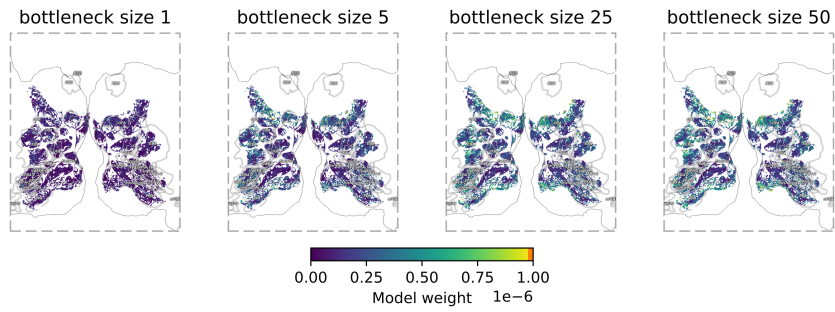 bottleneck size 1
bottleneck size 5
bottleneck size 25
bottleneck size 50
0.00 0.25 0.50 0.75 1.00
Model weight 1e−6